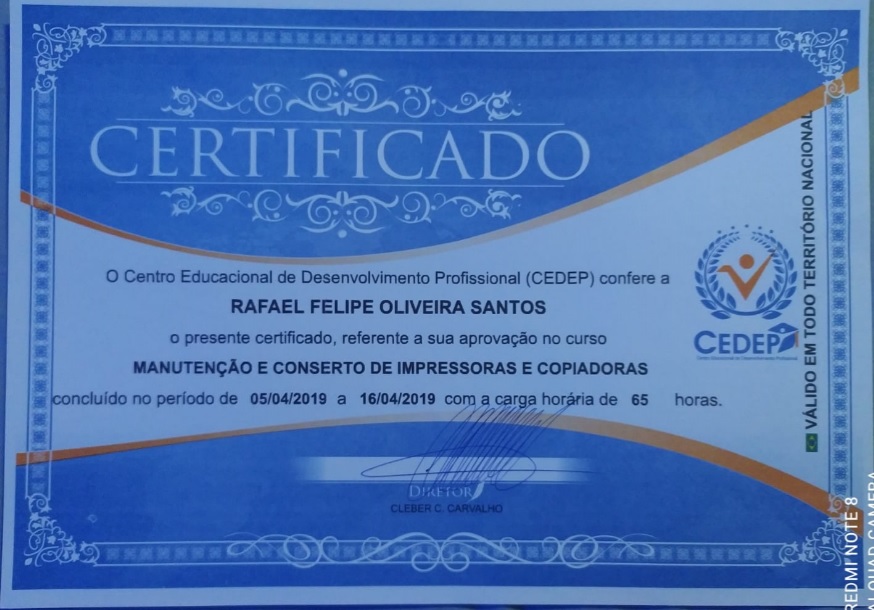 CERTIFICADO
O Centro Educacional de Desenvolvimento Profissional (CEDEP) confere a
RAFAEL FELIPE OLIVEIRA SANTOS
o presente certificado, referente a sua aprovação no curso
MANUTENÇÃO E CONSERTO DE IMPRESSORAS E COPIADORAS
concluído no período de 05/04/2019 a 16/04/2019 com a carga horária de 65 horas.
DIRETOR
CLEBER C. CARVALHO
CEDEP
VÁLIDO EM TODO TERRITÓRIO NACIONAL
REDMI NOTE 8
AI QUAD CAMERA